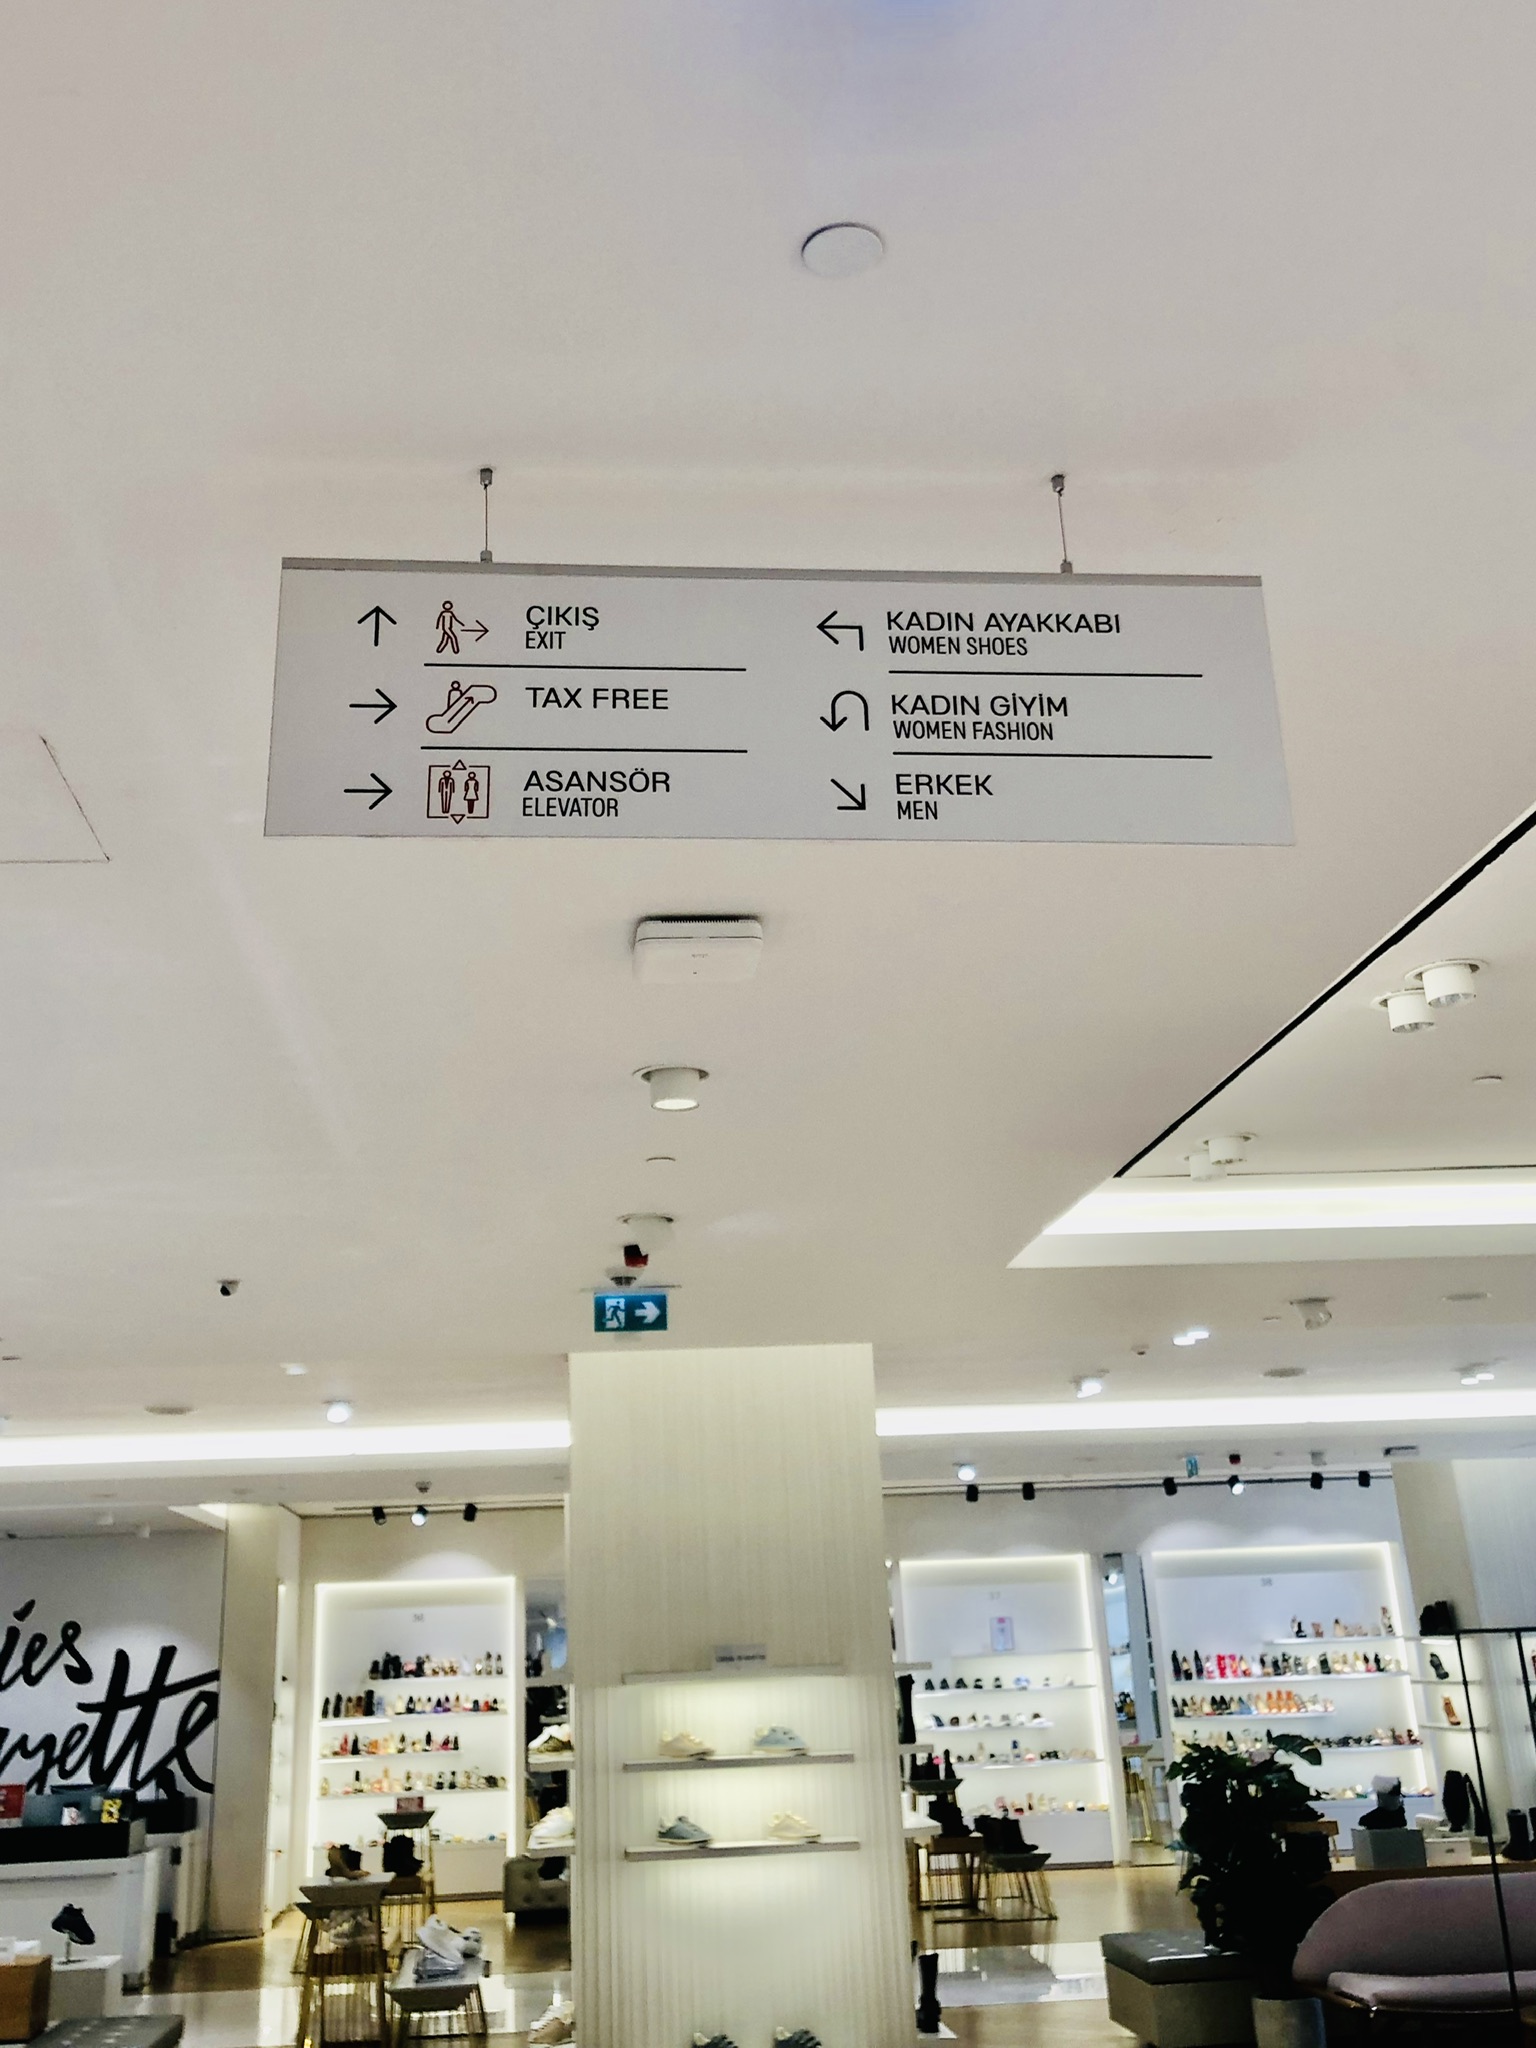 ÇIKIŞ
EXIT
TAX FREE
ASANSÖR
ELEVATOR
KADIN AYAKKABI
WOMEN SHOES
KADIN GİYİM
WOMEN FASHION
ERKEK
MEN